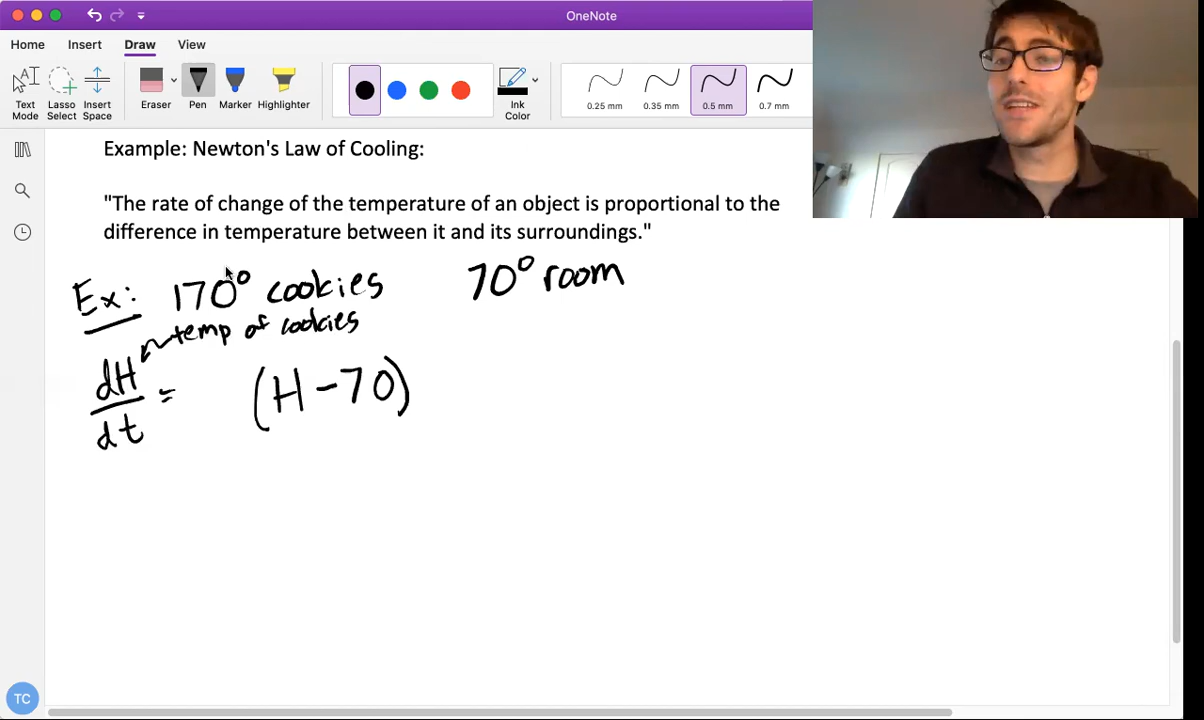 OneNote
Home Insert Draw View
Text Mode Lasso Select Insert Space Eraser Pen Marker Highlighter Ink Color 0.25 mm 0.35 mm 0.5 mm 0.7 mm
Example: Newton's Law of Cooling:
"The rate of change of the temperature of an object is proportional to the
difference in temperature between it and its surroundings."
Ex: 170° cookies 70° room
temp of cookies
dH/dt = (H-70)
TC